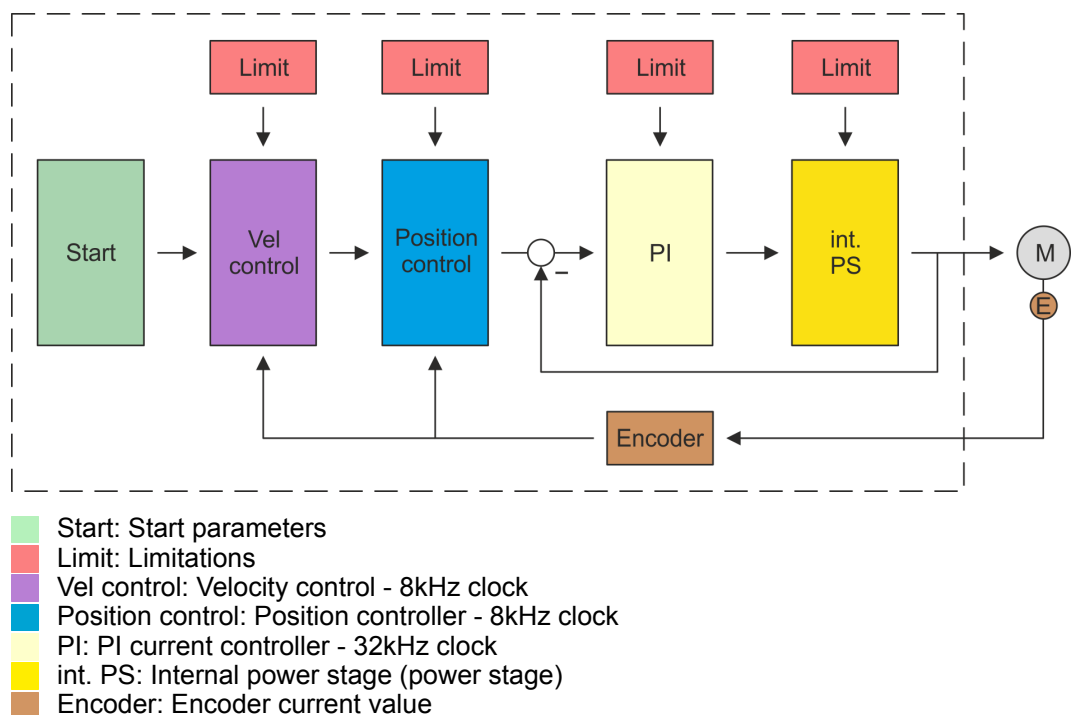 Limit
Limit
Limit
Limit
Start
Vel
control
Position
control
–
PI
int.
PS
M
E
Encoder
Start: Start parameters
Limit: Limitations
Vel control: Velocity control - 8kHz clock
Position control: Position controller - 8kHz clock
PI: PI current controller - 32kHz clock
int. PS: Internal power stage (power stage)
Encoder: Encoder current value